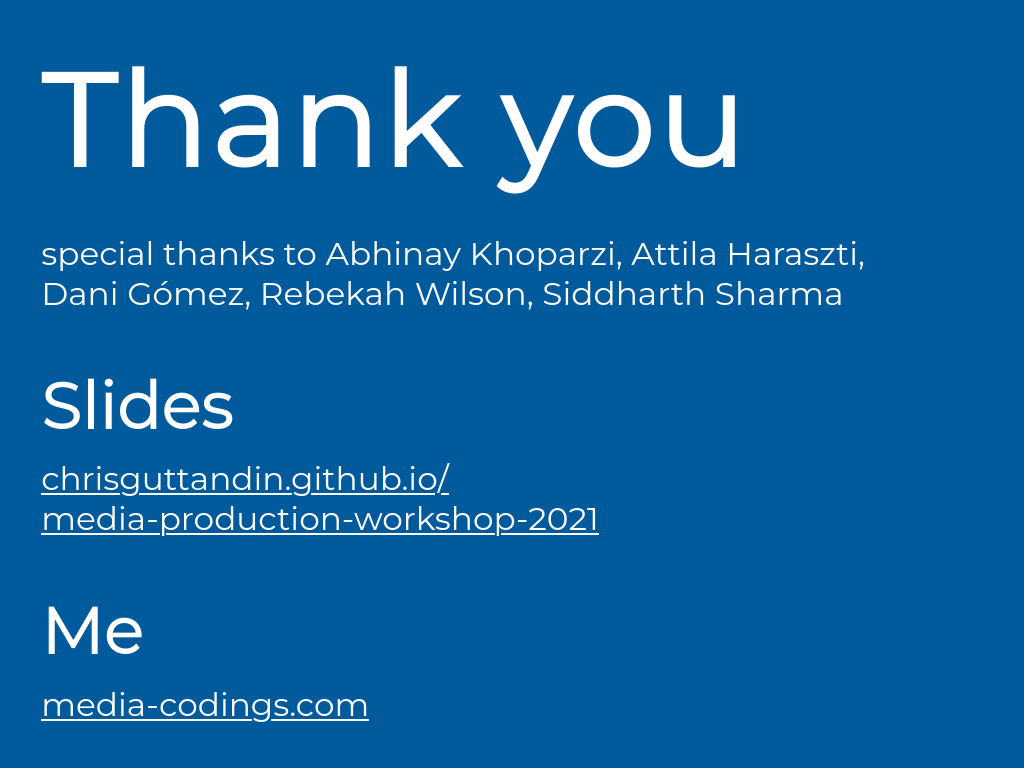 Thank you
special thanks to Abhinay Khoparzi, Attila Haraszti,
Dani Gómez, Rebekah Wilson, Siddharth Sharma
Slides
chrisguttandin.github.io/
media-production-workshop-2021
Me
media-codings.com